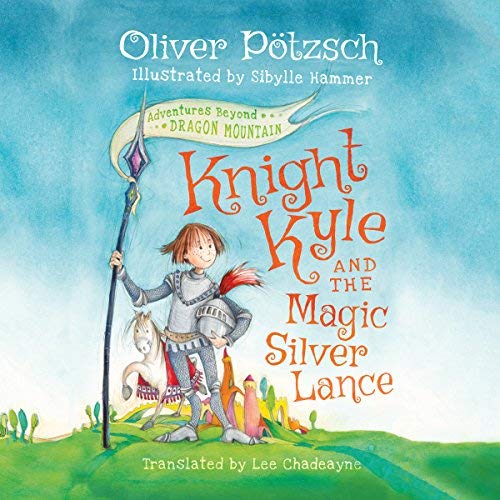 Oliver Pötzsch
Illustrated by Sibylle Hammer
Adventures Beyond
DRAGON MOUNTAIN
Knight
Kyle
AND
THE
Magic
Silver
Lance
Translated by Lee Chadeayne